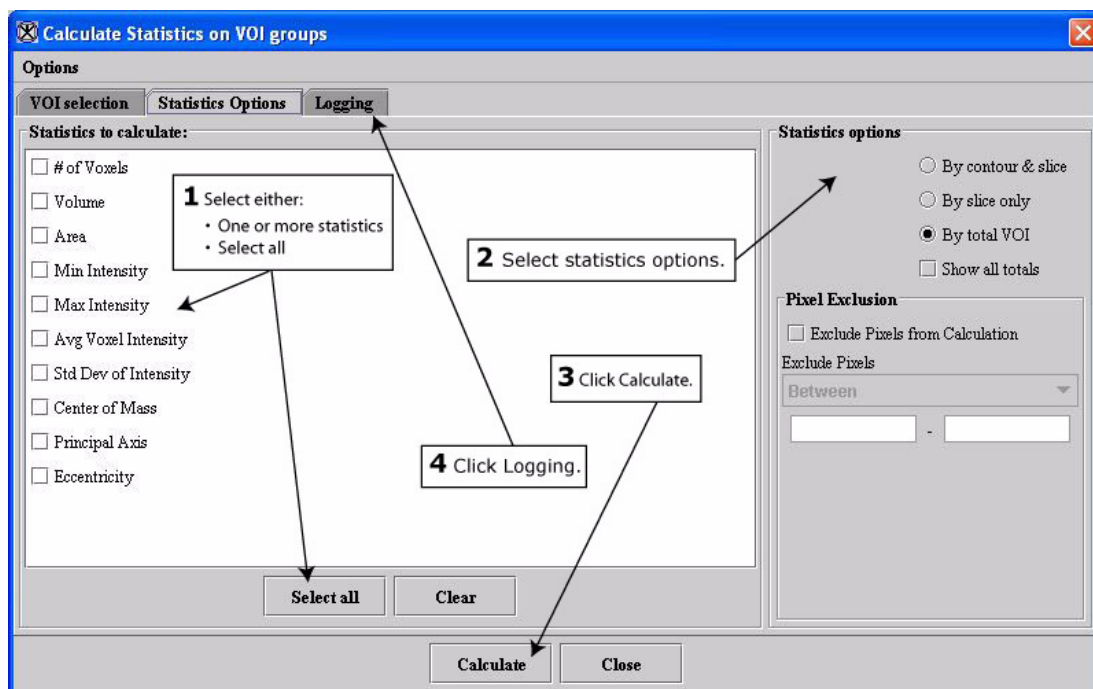 Calculate Statistics on VOI groups
Options
VOI selection
Statistics Options
Logging
Statistics to calculate:
# of Voxels
Volume
Area
Min Intensity
Max Intensity
Avg Voxel Intensity
Std Dev of Intensity
Center of Mass
Principal Axis
Eccentricity
1 Select either:
• One or more statistics
• Select all
2 Select statistics options.
3 Click Calculate.
4 Click Logging.
Statistics options
By contour & slice
By slice only
By total VOI
Show all totals
Pixel Exclusion
Exclude Pixels from Calculation
Exclude Pixels
Between
-
Select all
Clear
Calculate
Close